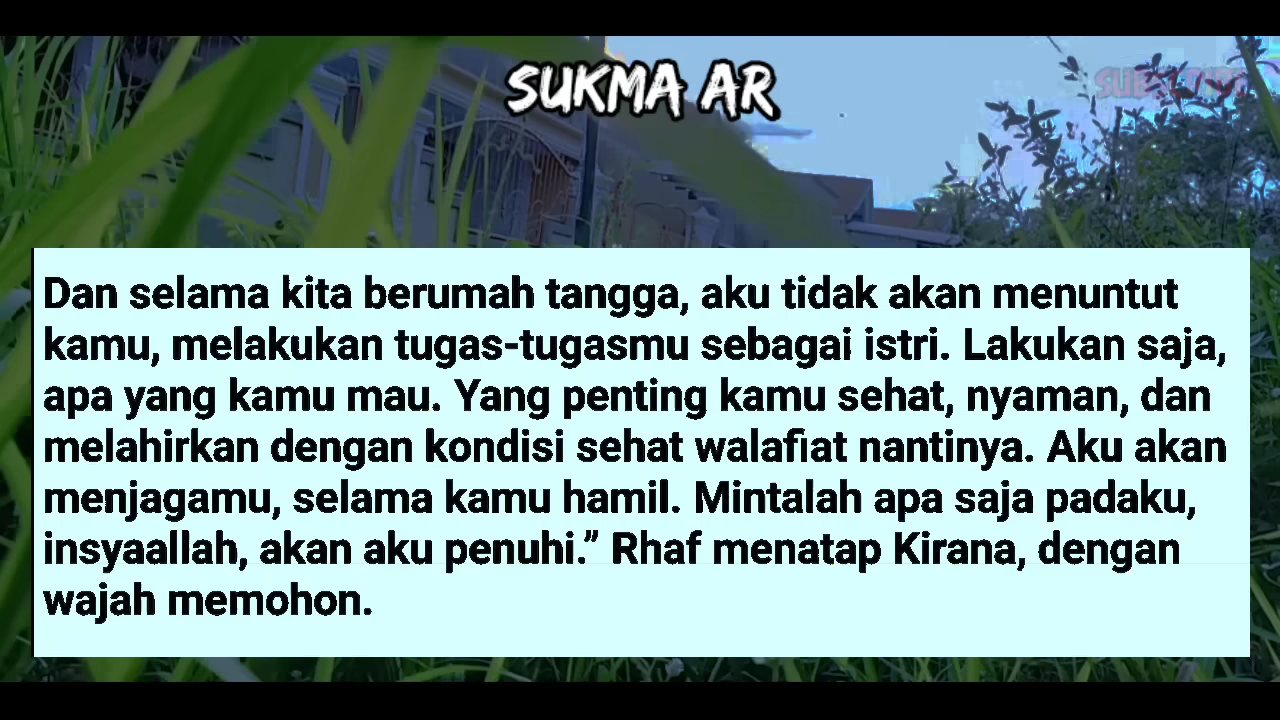 SUKMA AR
SUBSCRIBE
Dan selama kita berumah tangga, aku tidak akan menuntut
kamu, melakukan tugas-tugasmu sebagai istri. Lakukan saja,
apa yang kamu mau. Yang penting kamu sehat, nyaman, dan
melahirkan dengan kondisi sehat walafiat nantinya. Aku akan
menjagamu, selama kamu hamil. Mintalah apa saja padaku,
insyaallah, akan aku penuhi.” Rhaf menatap Kirana, dengan
wajah memohon.